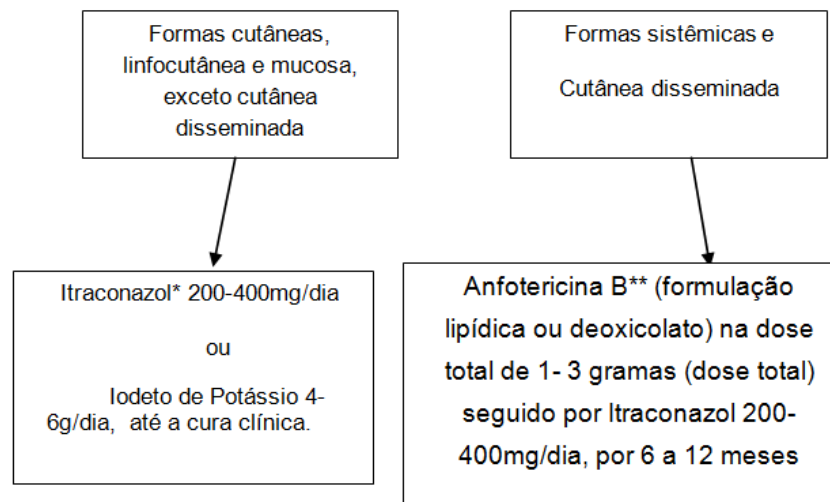 Formas cutâneas,
linfocutânea e mucosa,
exceto cutânea
disseminada
Formas sistêmicas e
Cutânea disseminada
Itraconazol* 200-400mg/dia
ou
Iodeto de Potássio 4-
6g/dia, até a cura clínica.
Anfotericina B** (formulação
lipídica ou deoxicolato) na dose
total de 1- 3 gramas (dose total)
seguido por Itraconazol 200-
400mg/dia, por 6 a 12 meses